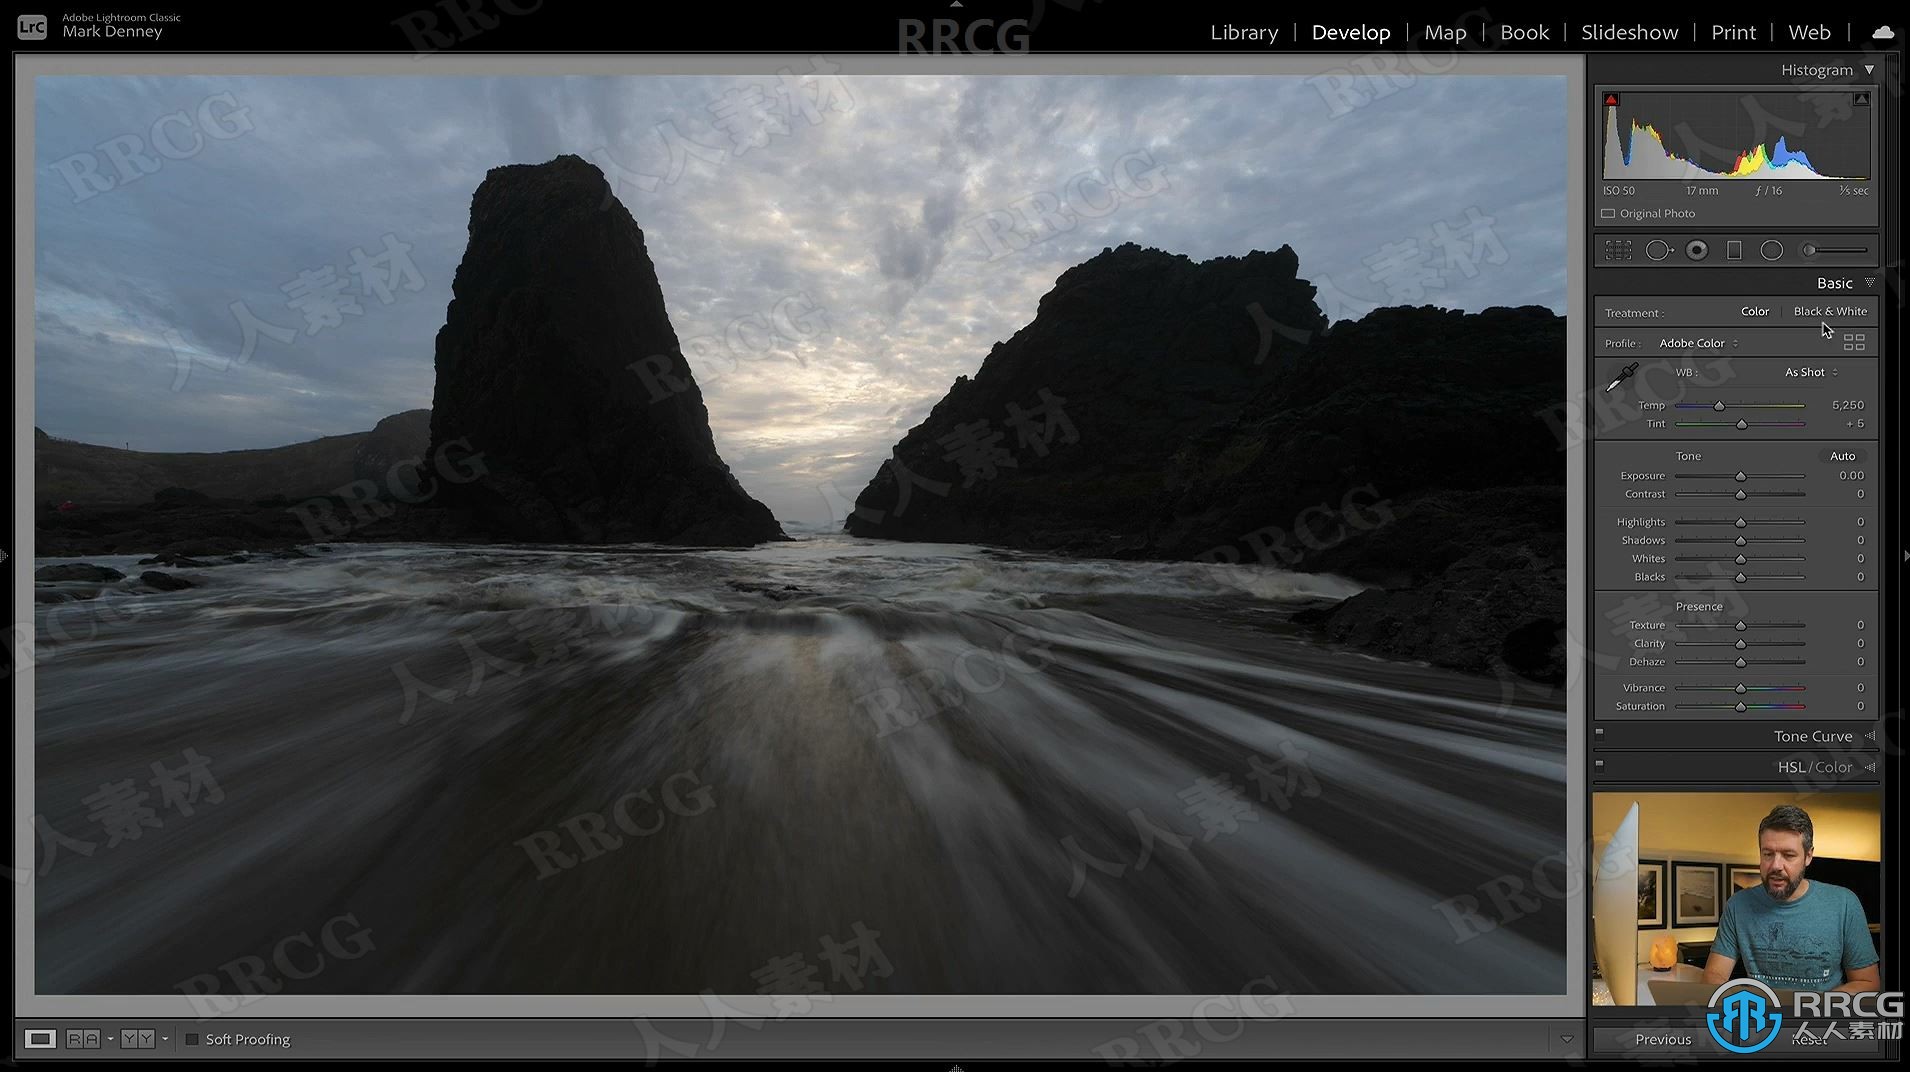 LrC
Adobe Lightroom Classic
Mark Denney
RRCG
Library | Develop | Map | Book | Slideshow | Print | Web
Histogram
ISO 50 17 mm ƒ / 16 ⅕ sec
Original Photo
Basic
Treatment : Color Black & White
Profile : Adobe Color
WB : As Shot
Temp 5,250
Tint + 5
Tone Auto
Exposure 0.00
Contrast 0
Highlights 0
Shadows 0
Whites 0
Blacks 0
Presence
Texture 0
Clarity 0
Dehaze 0
Vibrance 0
Saturation 0
Tone Curve
HSL / Color
R A Y Y Soft Proofing
Previous Reset
RRCG
人人素材